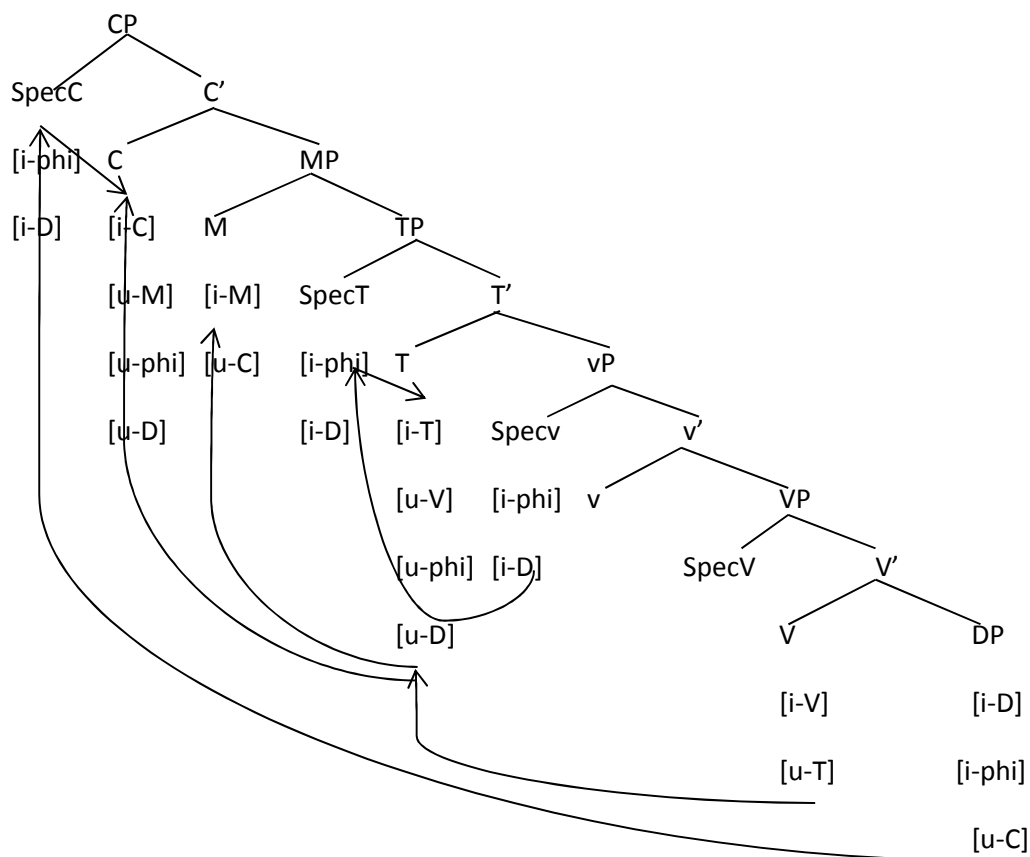 CP
SpecC C’
[i-phi] C MP
[i-D] [i-C] M TP
[u-M] [i-M] SpecT T’
[u-phi] [u-C] [i-phi] T vP
[u-D] [i-D] [i-T] Specv v’
[u-V] [i-phi] v VP
[u-phi] [i-D] SpecV V’
[u-D] V DP
[i-V] [i-D]
[u-T] [i-phi]
[u-C]